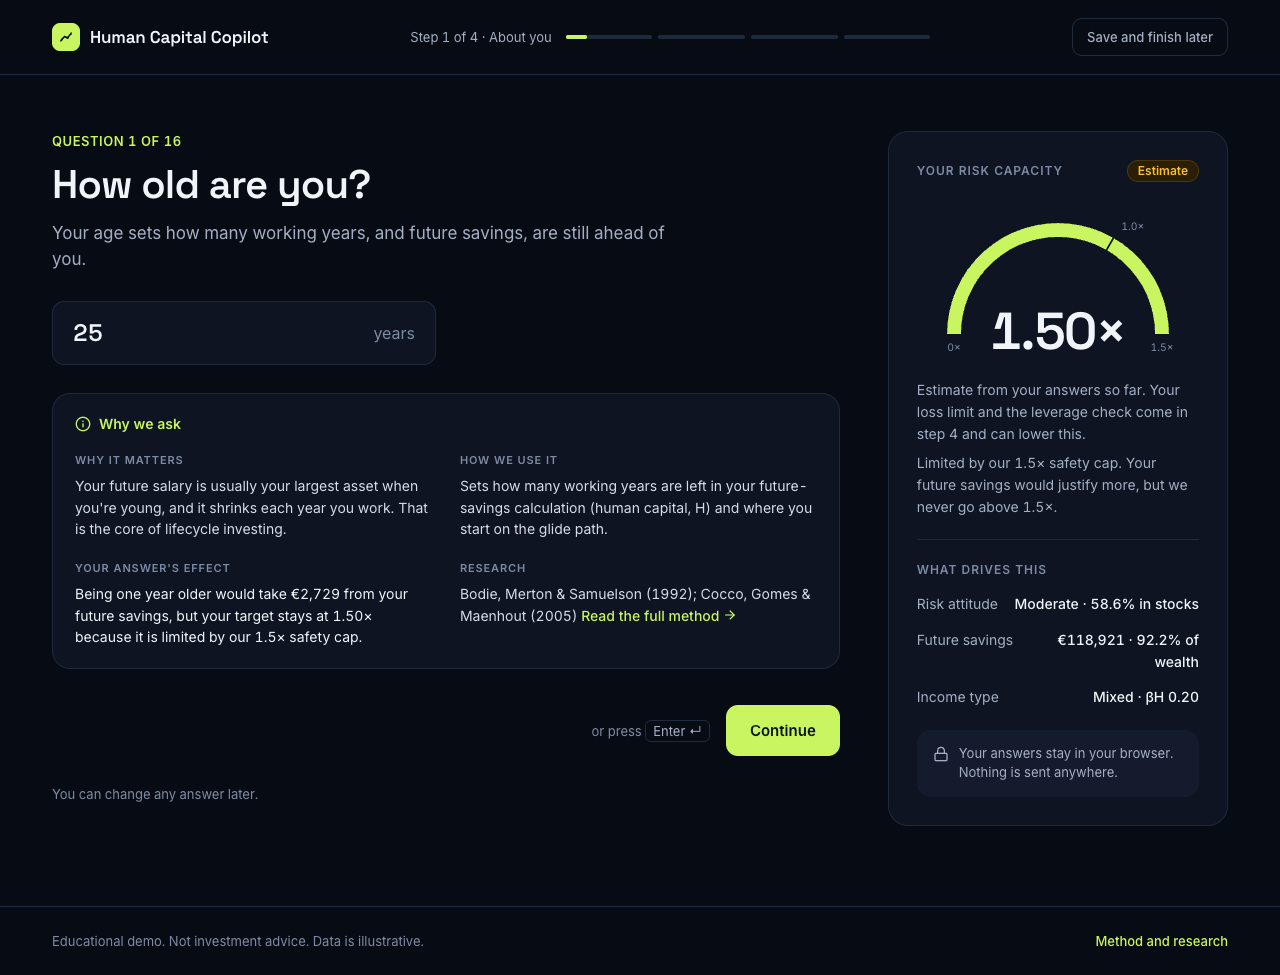 Human Capital Copilot
Step 1 of 4 · About you
Save and finish later
QUESTION 1 OF 16
How old are you?
Your age sets how many working years, and future savings, are still ahead of
you.
25 years
Why we ask
WHY IT MATTERS
Your future salary is usually your largest asset when
you're young, and it shrinks each year you work. That
is the core of lifecycle investing.
HOW WE USE IT
Sets how many working years are left in your future-
savings calculation (human capital, H) and where you
start on the glide path.
YOUR ANSWER'S EFFECT
Being one year older would take €2,729 from your
future savings, but your target stays at 1.50×
because it is limited by our 1.5× safety cap.
RESEARCH
Bodie, Merton & Samuelson (1992); Cocco, Gomes &
Maenhout (2005) Read the full method →
or press Enter ↵
Continue
You can change any answer later.
YOUR RISK CAPACITY
Estimate
1.0×
1.50×
0×
1.5×
Estimate from your answers so far. Your
loss limit and the leverage check come in
step 4 and can lower this.
Limited by our 1.5× safety cap. Your
future savings would justify more, but we
never go above 1.5×.
WHAT DRIVES THIS
Risk attitude Moderate · 58.6% in stocks
Future savings €118,921 · 92.2% of
wealth
Income type Mixed · βH 0.20
Your answers stay in your browser.
Nothing is sent anywhere.
Educational demo. Not investment advice. Data is illustrative.
Method and research